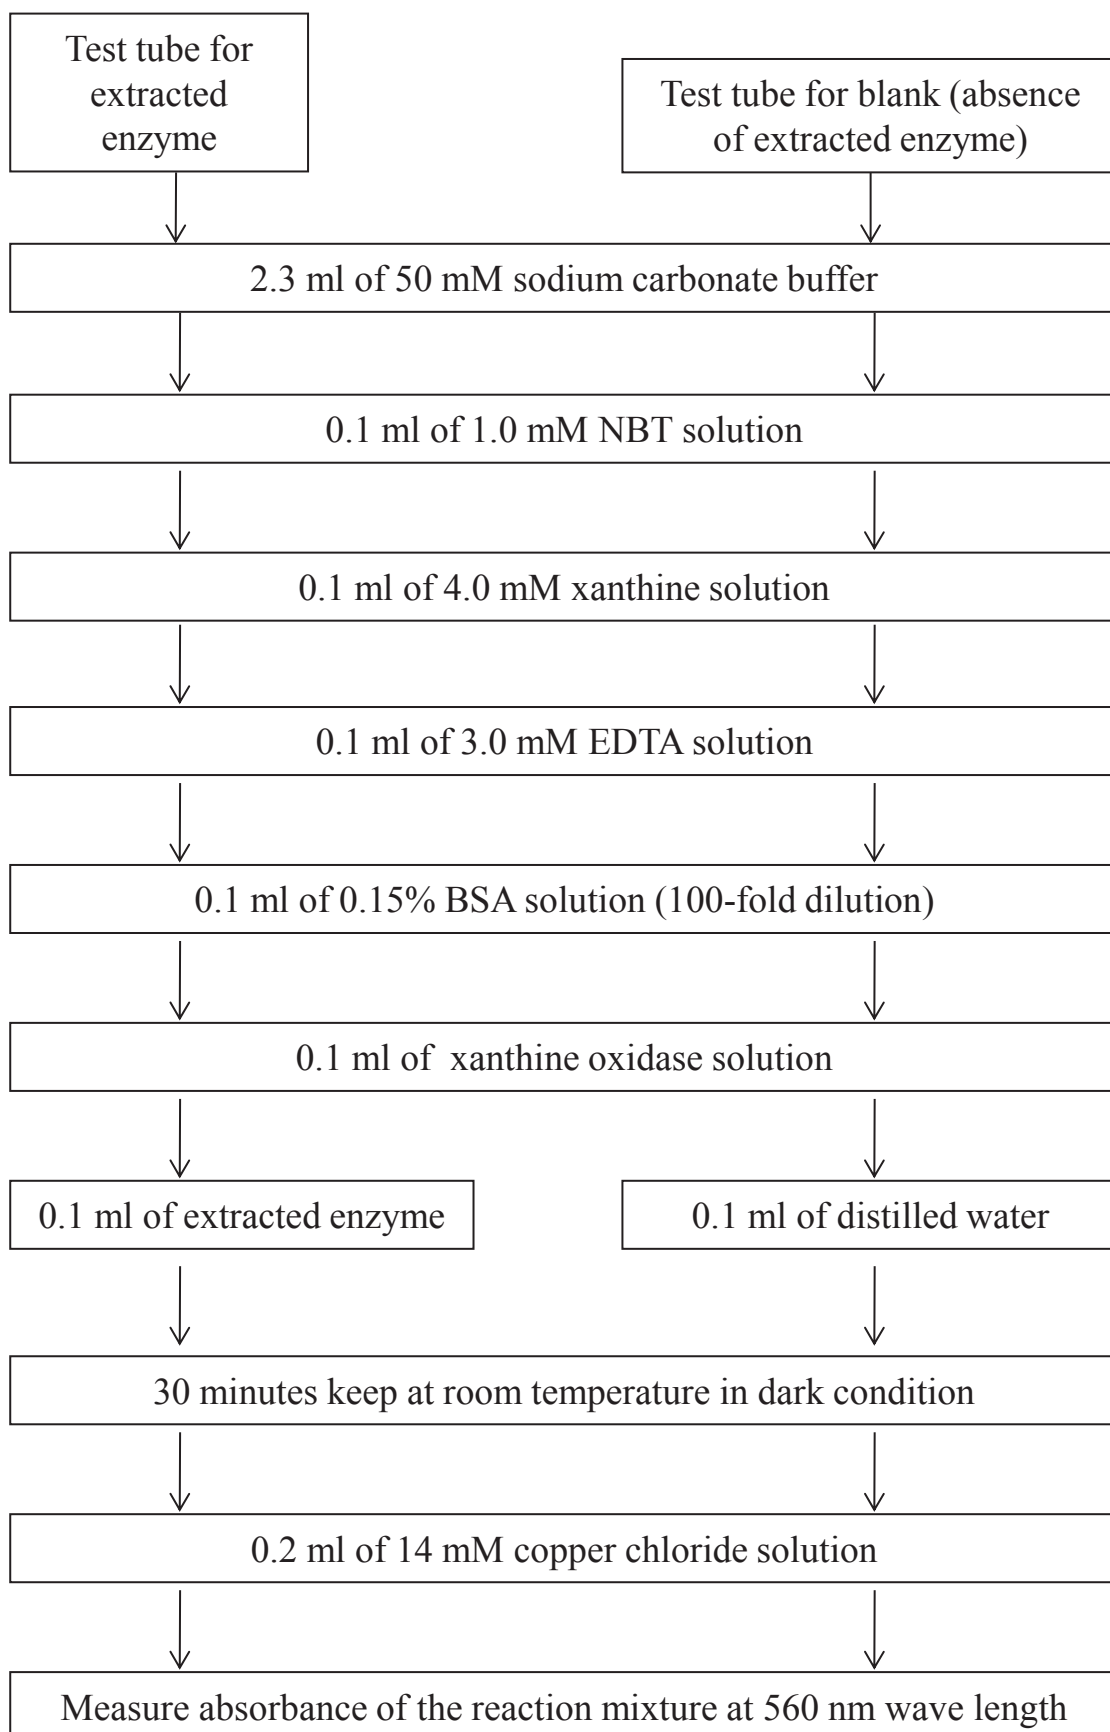 Test tube for
extracted
enzyme
Test tube for blank (absence
of extracted enzyme)
2.3 ml of 50 mM sodium carbonate buffer
0.1 ml of 1.0 mM NBT solution
0.1 ml of 4.0 mM xanthine solution
0.1 ml of 3.0 mM EDTA solution
0.1 ml of 0.15% BSA solution (100-fold dilution)
0.1 ml of xanthine oxidase solution
0.1 ml of extracted enzyme
0.1 ml of distilled water
30 minutes keep at room temperature in dark condition
0.2 ml of 14 mM copper chloride solution
Measure absorbance of the reaction mixture at 560 nm wave length